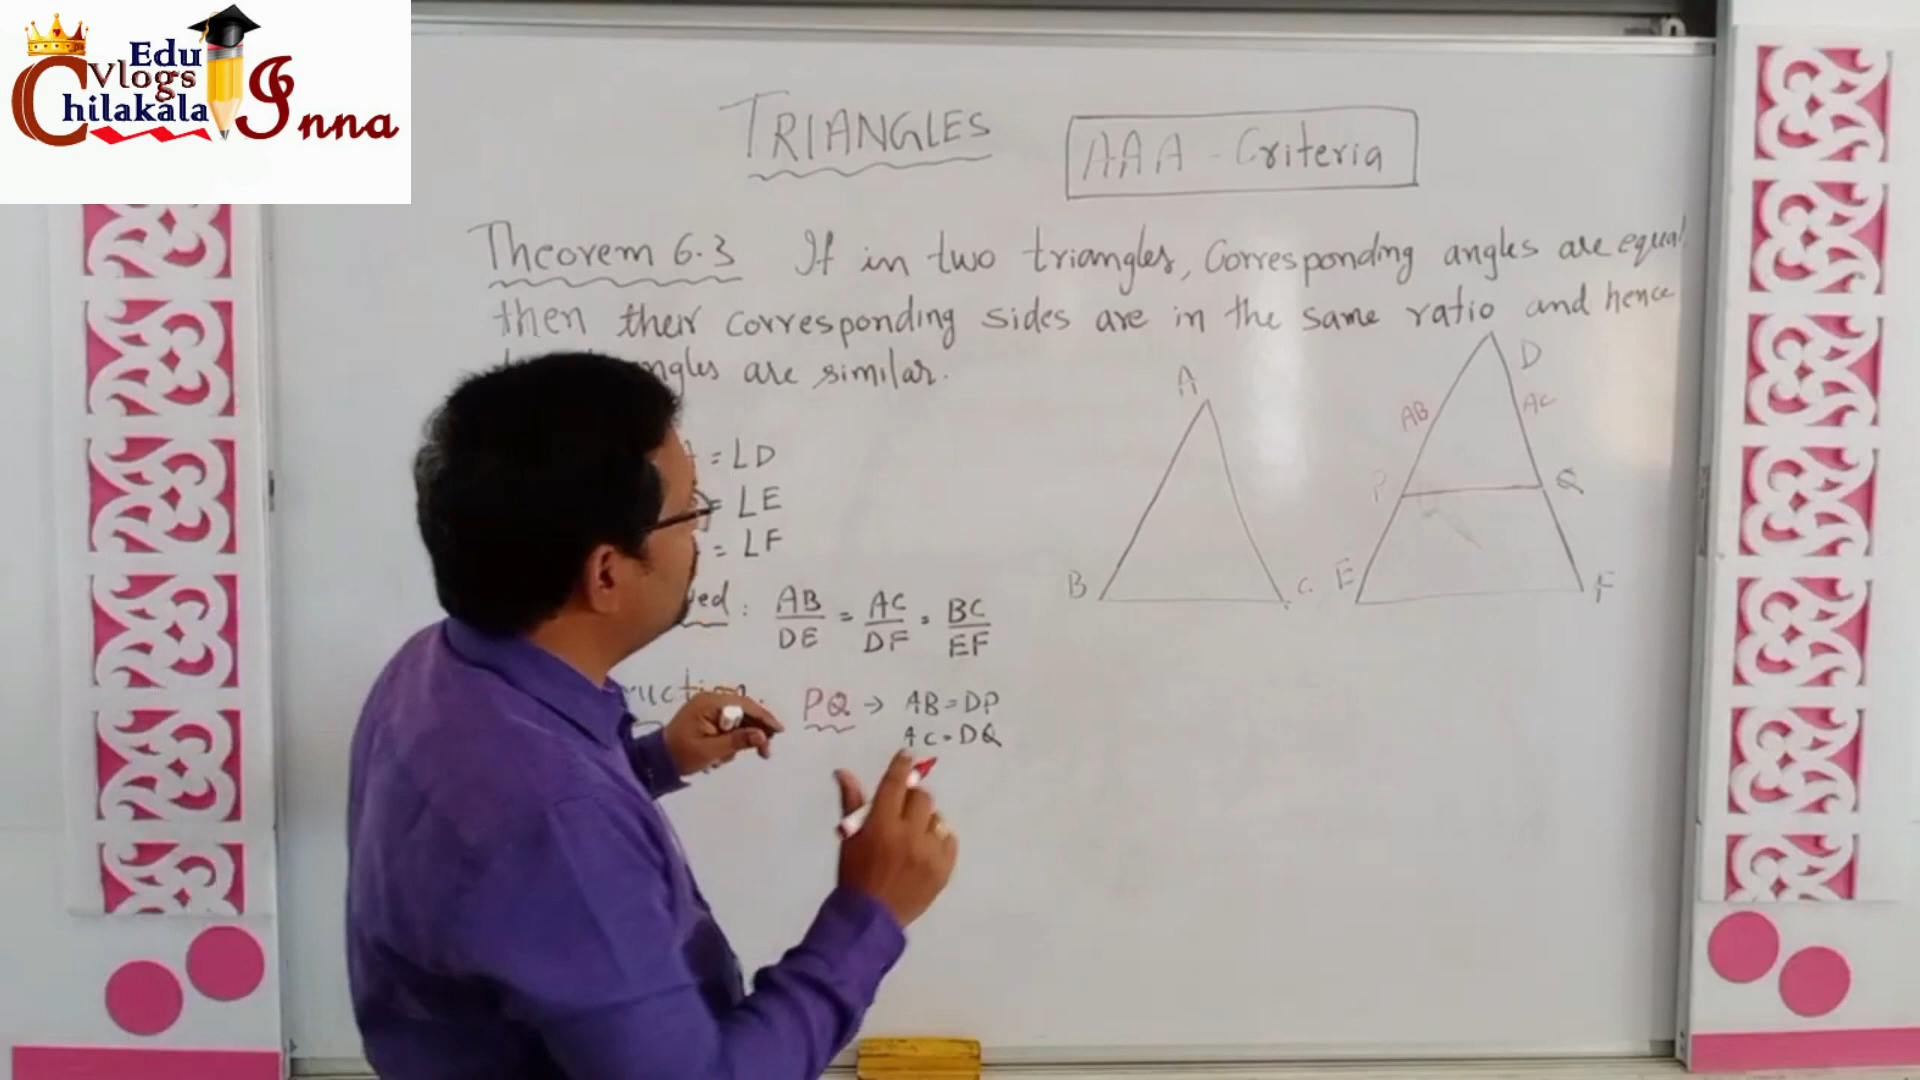 Edu
Vlogs
Chilakala Inna
TRIANGLES
AAA - Criteria
Theorem 6.3 If in two triangles, Corresponding angles are equal
then their corresponding sides are in the same ratio and hence
are similar.
A
D
AB
AC
P
Q
B
C
E
F
= ∠D
= ∠E
= ∠F
: AB/DE = AC/DF = BC/EF
PQ → AB = DP
AC = DQ